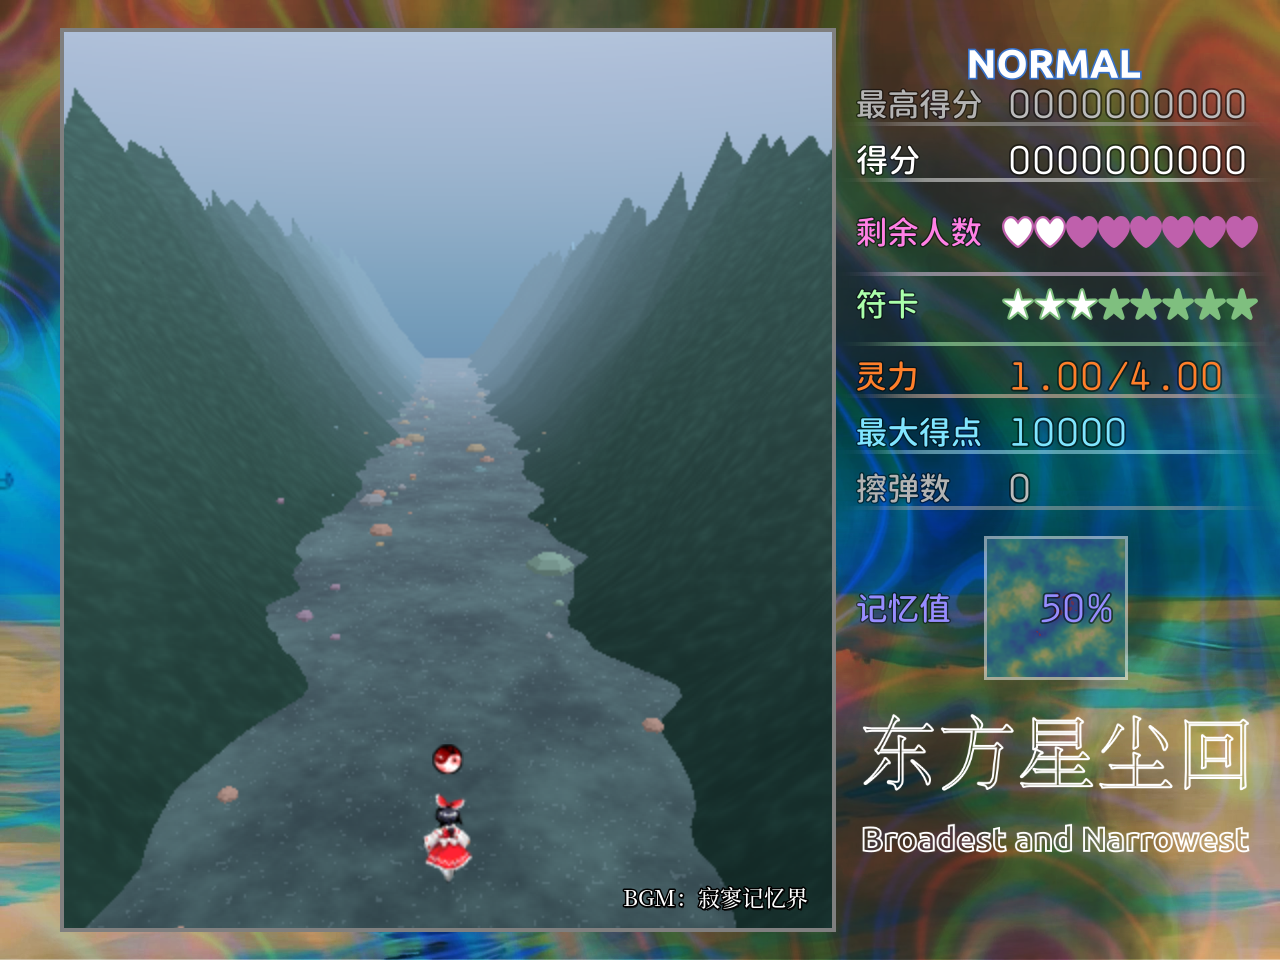 NORMAL
最高得分 0000000000
得分 0000000000
剩余人数
符卡
灵力 1.00/4.00
最大得点 10000
擦弹数 0
记忆值 50%
东方星尘回
Broadest and Narrowest
BGM：寂寥记忆界